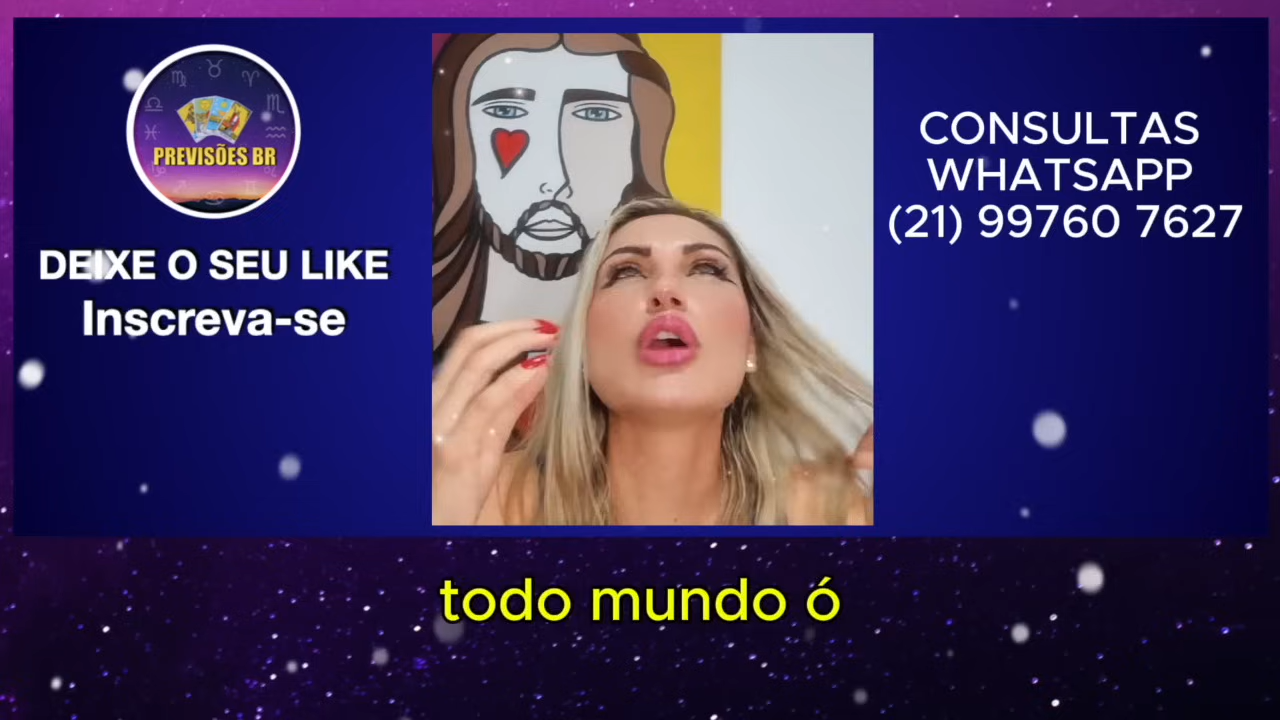 PREVISÕES BR
DEIXE O SEU LIKE
Inscreva-se
CONSULTAS
WHATSAPP
(21) 99760 7627
todo mundo ó